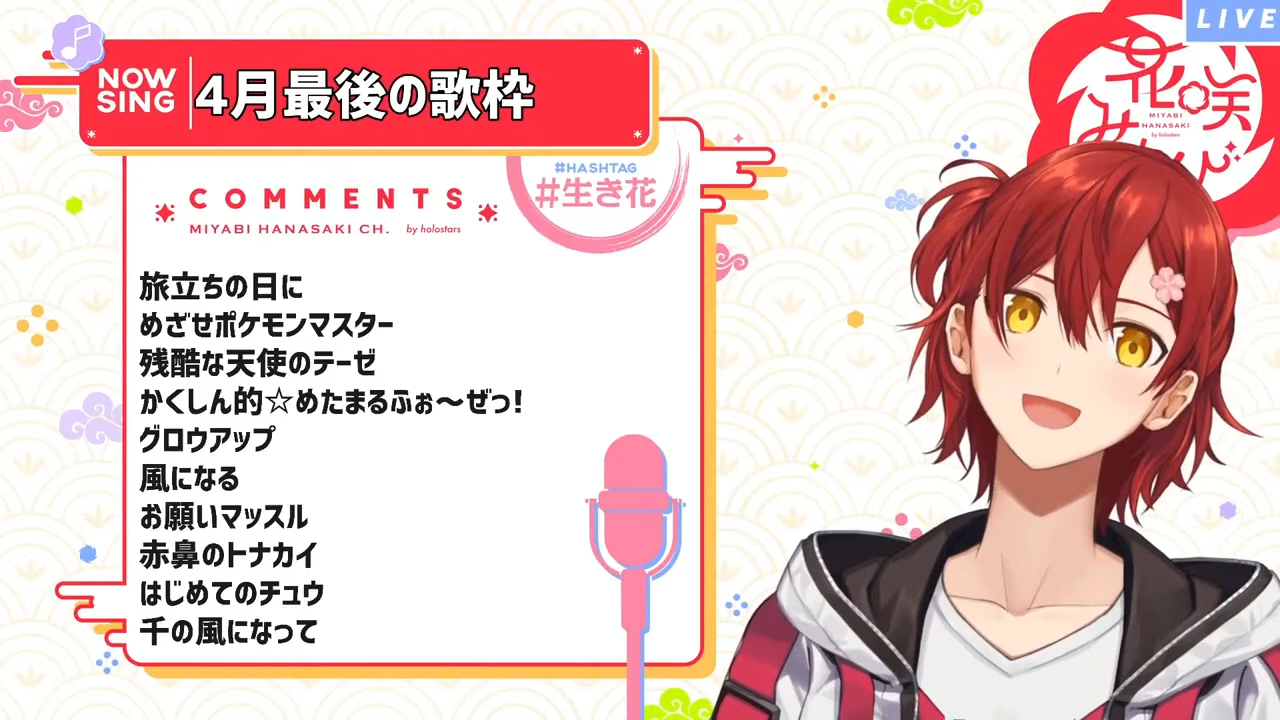 LIVE
NOW
SING
4月最後の歌枠
花咲
み
MIYABI
HANASAKI
by holostars
#HASHTAG
#生き花
COMMENTS
MIYABI HANASAKI CH. by holostars
旅立ちの日に
めざせポケモンマスター
残酷な天使のテーゼ
かくしん的☆めたまるふぉ～ぜっ!
グロウアップ
風になる
お願いマッスル
赤鼻のトナカイ
はじめてのチュウ
千の風になって